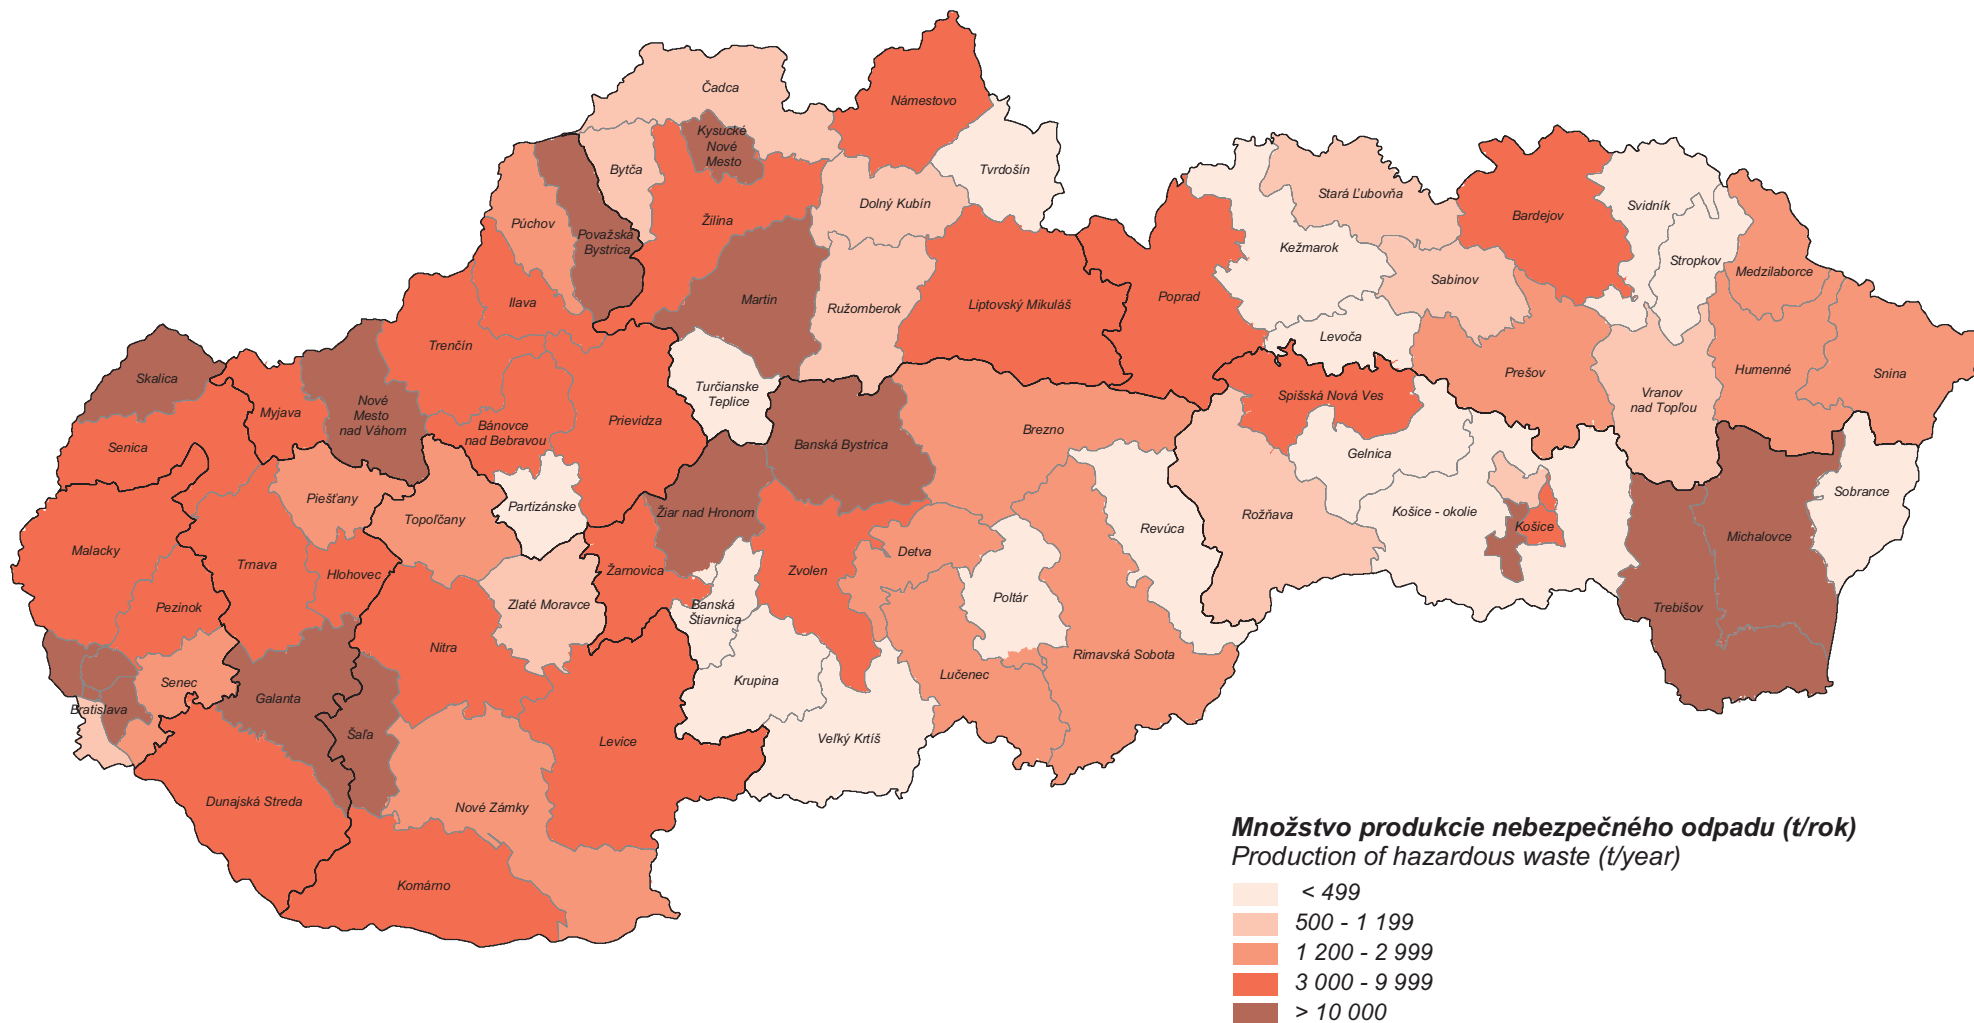 Čadca
Námestovo
Kysucké
Nové
Mesto
Bytča
Tvrdošín
Púchov
Považská
Bystrica
Žilina
Dolný Kubín
Stará Ľubovňa
Bardejov
Svidník
Stropkov
Medzilaborce
Kežmarok
Sabinov
Ilava
Martin
Ružomberok
Liptovský Mikuláš
Poprad
Levoča
Trenčín
Skalica
Myjava
Nové
Mesto
nad Váhom
Bánovce
nad Bebravou
Prievidza
Turčianske
Teplice
Spišská Nová Ves
Prešov
Vranov
nad Topľou
Humenné
Snina
Senica
Banská Bystrica
Brezno
Gelnica
Piešťany
Topoľčany
Partizánske
Žiar nad Hronom
Revúca
Rožňava
Košice - okolie
Košice
Michalovce
Sobrance
Malacky
Trnava
Hlohovec
Žarnovica
Zvolen
Detva
Pezinok
Zlaté Moravce
Banská
Štiavnica
Poltár
Trebišov
Nitra
Rimavská Sobota
Senec
Galanta
Krupina
Lučenec
Bratislava
Šaľa
Levice
Veľký Krtíš
Dunajská Streda
Nové Zámky
Komárno
Množstvo produkcie nebezpečného odpadu (t/rok)
Production of hazardous waste (t/year)
< 499
500 - 1 199
1 200 - 2 999
3 000 - 9 999
> 10 000